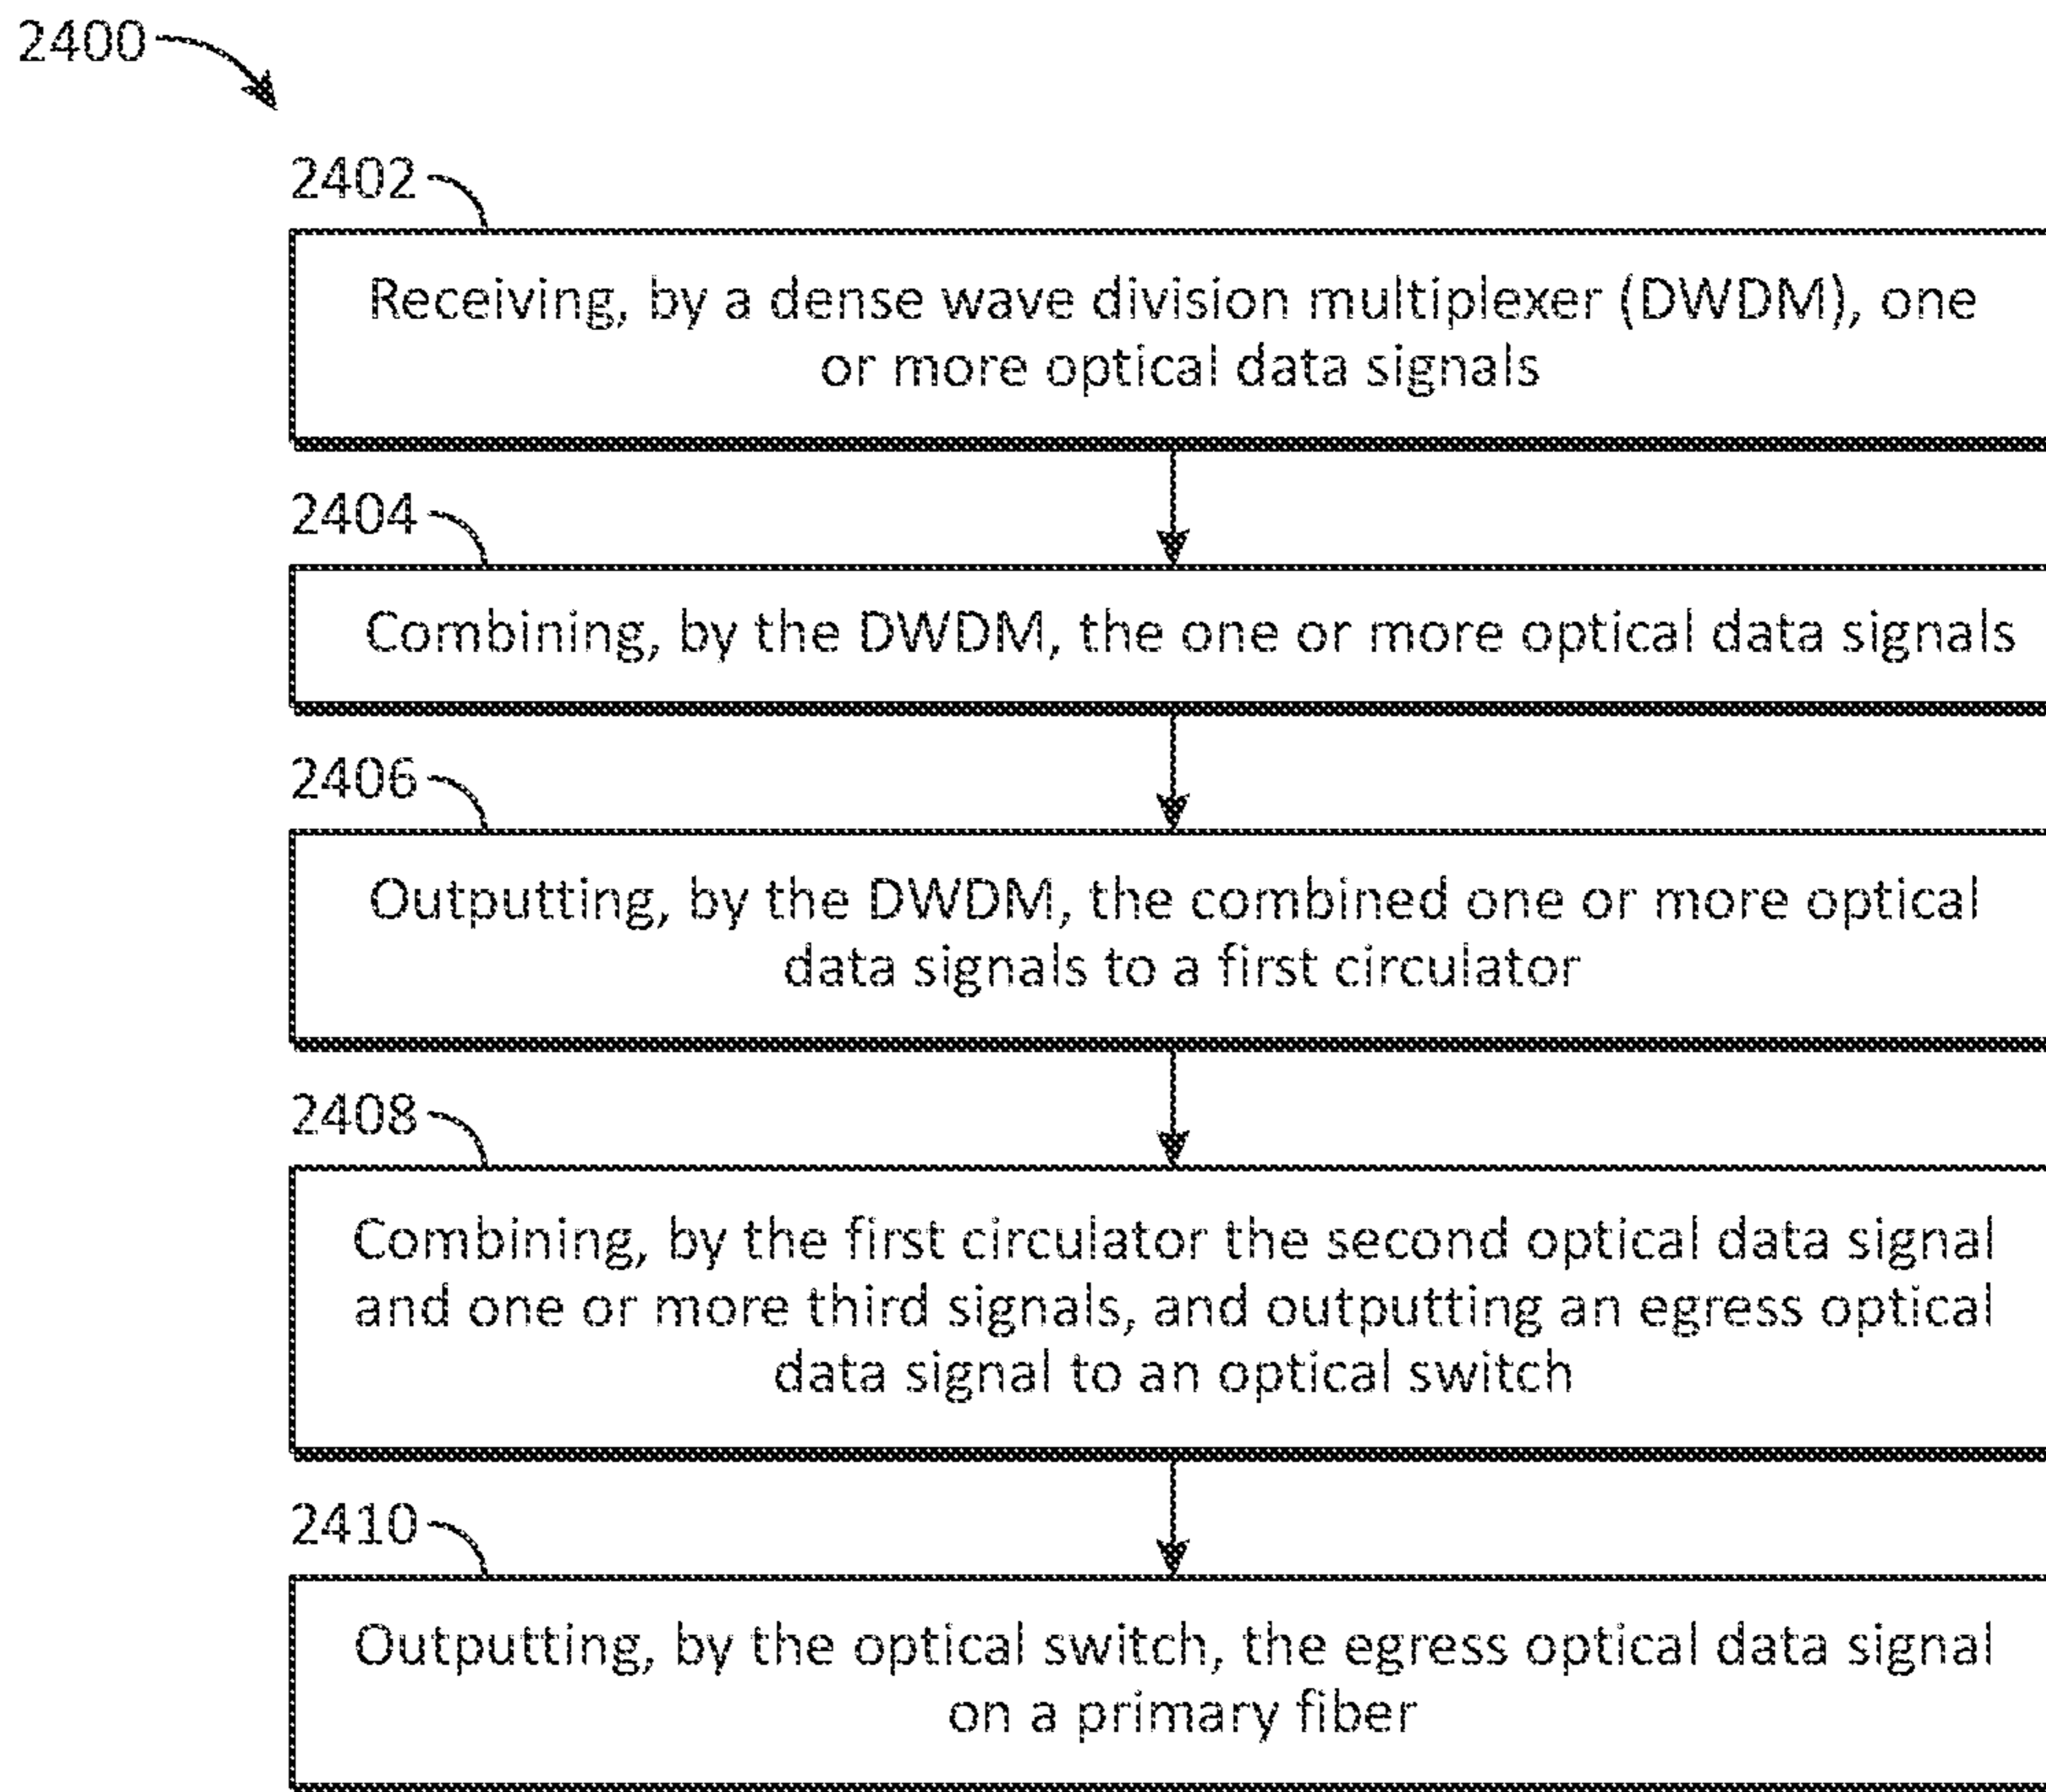 2400
2402
Receiving, by a dense wave division multiplexer (DWDM), one
or more optical data signals
2404
Combining, by the DWDM, the one or more optical data signals
2406
Outputting, by the DWDM, the combined one or more optical
data signals to a first circulator
2408
Combining, by the first circulator the second optical data signal
and one or more third signals, and outputting an egress optical
data signal to an optical switch
2410
Outputting, by the optical switch, the egress optical data signal
on a primary fiber